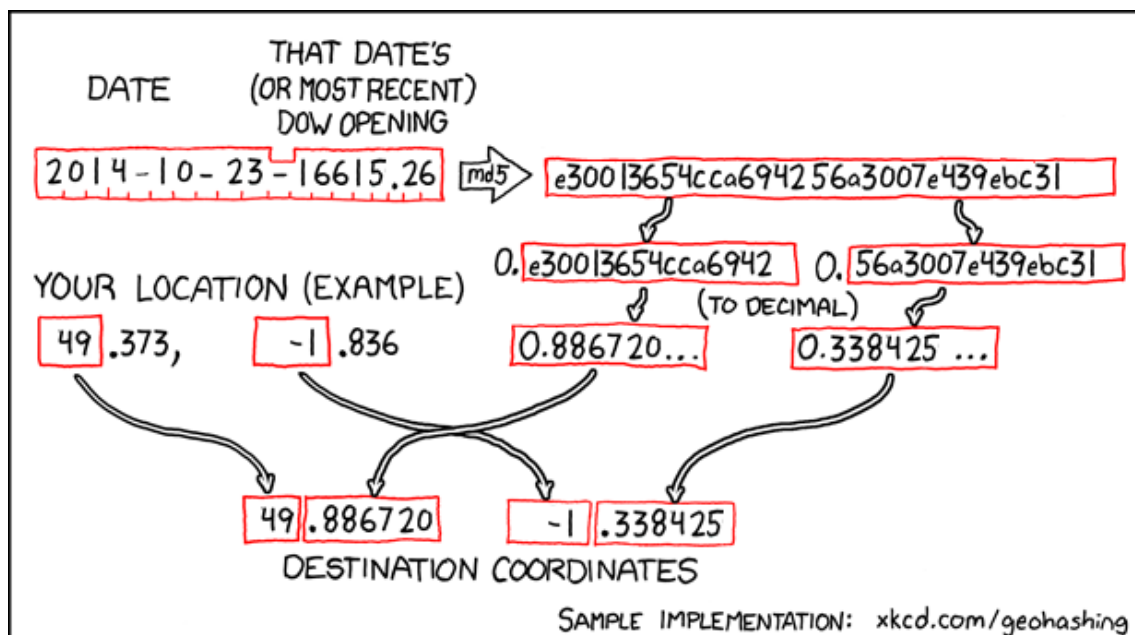 DATE
THAT DATE'S
(OR MOST RECENT)
DOW OPENING
2014-10-23-16615.26
md5
e30013654cca694256a3007e439ebc31
0.e30013654cca6942
0.56a3007e439ebc31
YOUR LOCATION (EXAMPLE)
(TO DECIMAL)
49.373, -1.836
0.886720...
0.338425...
49.886720
-1.338425
DESTINATION COORDINATES
SAMPLE IMPLEMENTATION: xkcd.com/geohashing